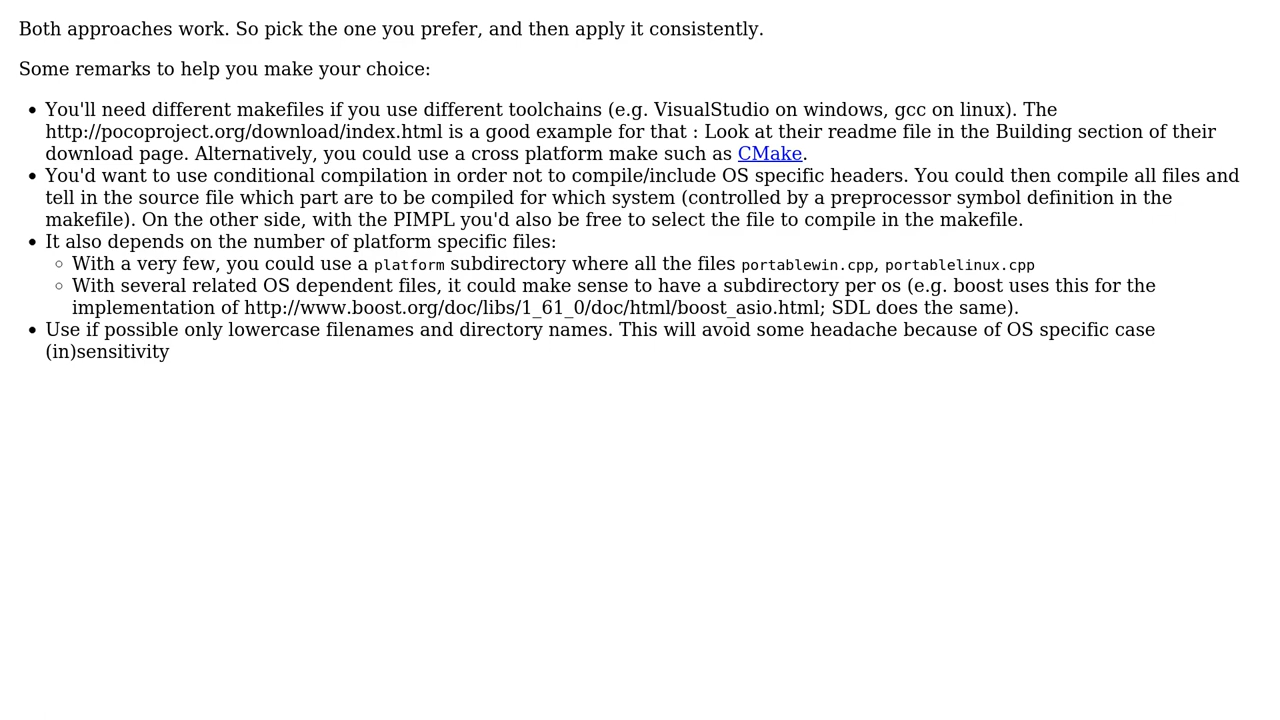 Both approaches work. So pick the one you prefer, and then apply it consistently.
Some remarks to help you make your choice:
You'll need different makefiles if you use different toolchains (e.g. VisualStudio on windows, gcc on linux). The
http://pocoproject.org/download/index.html is a good example for that : Look at their readme file in the Building section of their
download page. Alternatively, you could use a cross platform make such as CMake.
You'd want to use conditional compilation in order not to compile/include OS specific headers. You could then compile all files and
tell in the source file which part are to be compiled for which system (controlled by a preprocessor symbol definition in the
makefile). On the other side, with the PIMPL you'd also be free to select the file to compile in the makefile.
It also depends on the number of platform specific files:
With a very few, you could use a platform subdirectory where all the files portablewin.cpp, portablelinux.cpp
With several related OS dependent files, it could make sense to have a subdirectory per os (e.g. boost uses this for the
implementation of http://www.boost.org/doc/libs/1_61_0/doc/html/boost_asio.html; SDL does the same).
Use if possible only lowercase filenames and directory names. This will avoid some headache because of OS specific case
(in)sensitivity